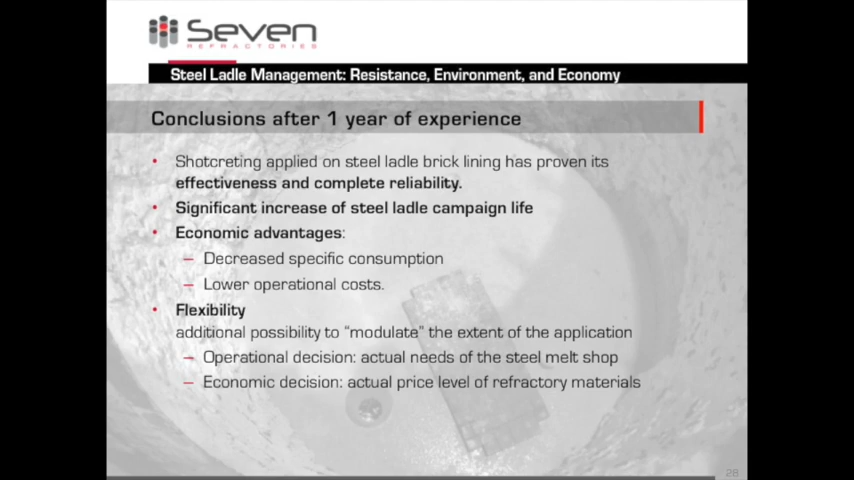 Seven
REFRACTORIES
Steel Ladle Management: Resistance, Environment, and Economy
Conclusions after 1 year of experience
• Shotcreting applied on steel ladle brick lining has proven its
effectiveness and complete reliability.
• Significant increase of steel ladle campaign life
• Economic advantages:
– Decreased specific consumption
– Lower operational costs.
• Flexibility
additional possibility to “modulate” the extent of the application
– Operational decision: actual needs of the steel melt shop
– Economic decision: actual price level of refractory materials
28